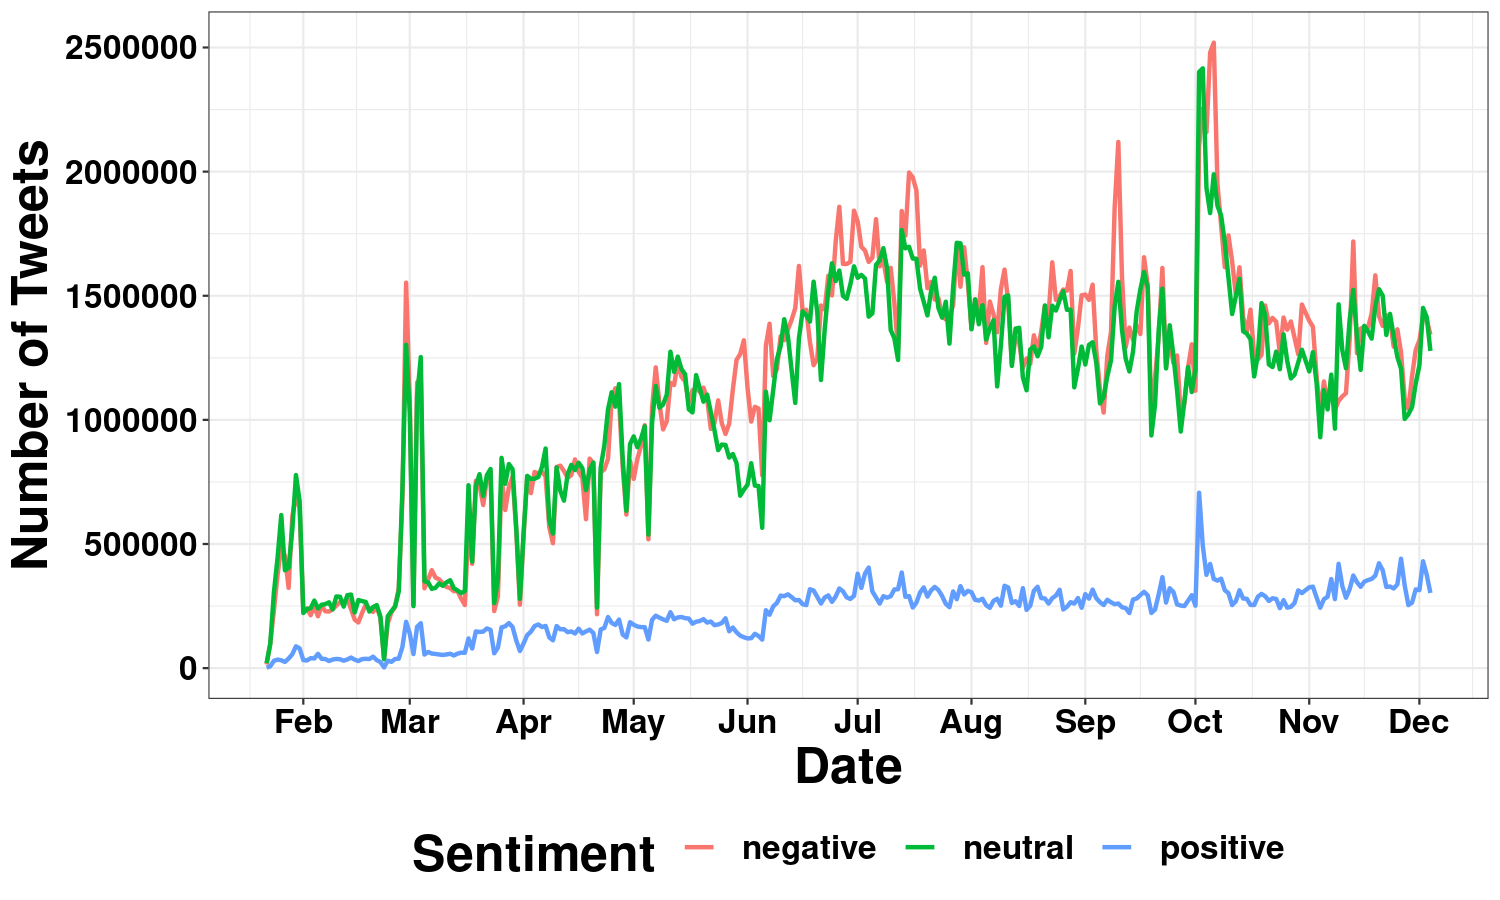 Number of Tweets
2500000
2000000
1500000
1000000
500000
0
Feb Mar Apr May Jun Jul Aug Sep Oct Nov Dec
Date
Sentiment negative neutral positive